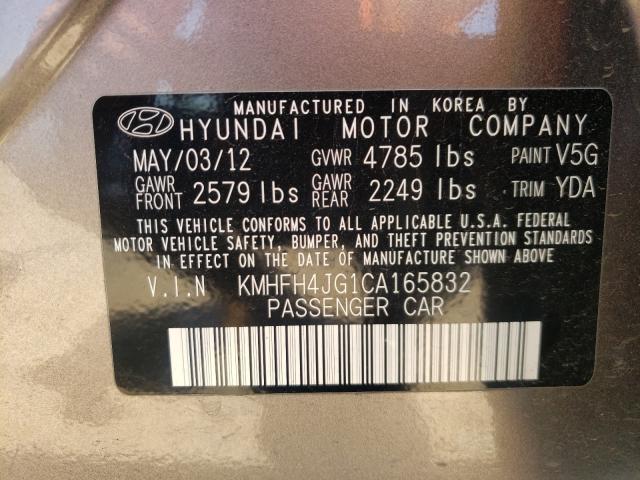 MANUFACTURED IN KOREA BY
HYUNDAI MOTOR COMPANY
MAY/03/12 GVWR 4785 lbs PAINT V5G
GAWR FRONT 2579 lbs GAWR REAR 2249 lbs TRIM YDA
THIS VEHICLE CONFORMS TO ALL APPLICABLE U.S.A. FEDERAL
MOTOR VEHICLE SAFETY, BUMPER, AND THEFT PREVENTION STANDARDS
IN EFFECT ON THE DATE OF MANUFACTURE SHOWN ABOVE
V.I.N KMHFH4JG1CA165832
PASSENGER CAR